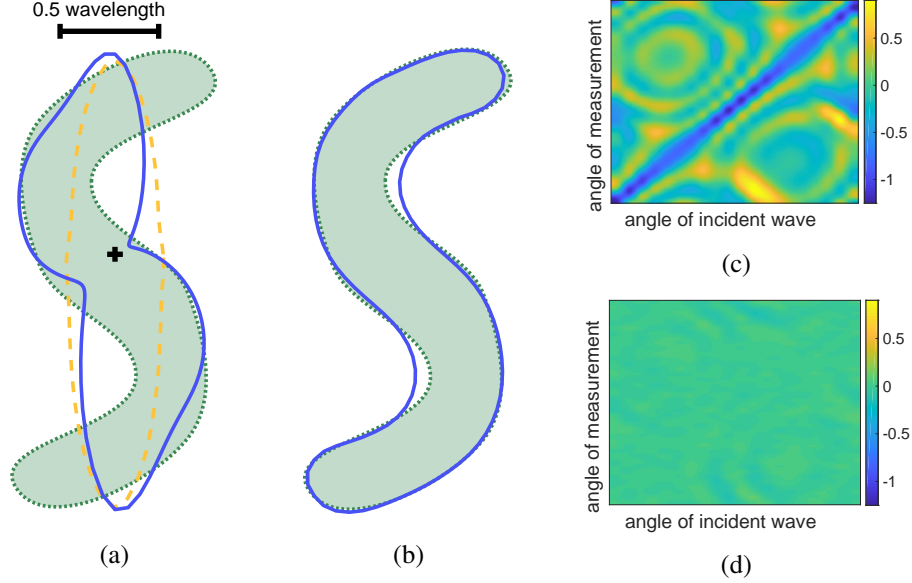 0.5 wavelength
(a)
(b)
angle of measurement
angle of incident wave
0.5
0
-0.5
-1
(c)
angle of measurement
angle of incident wave
0.5
0
-0.5
-1
(d)